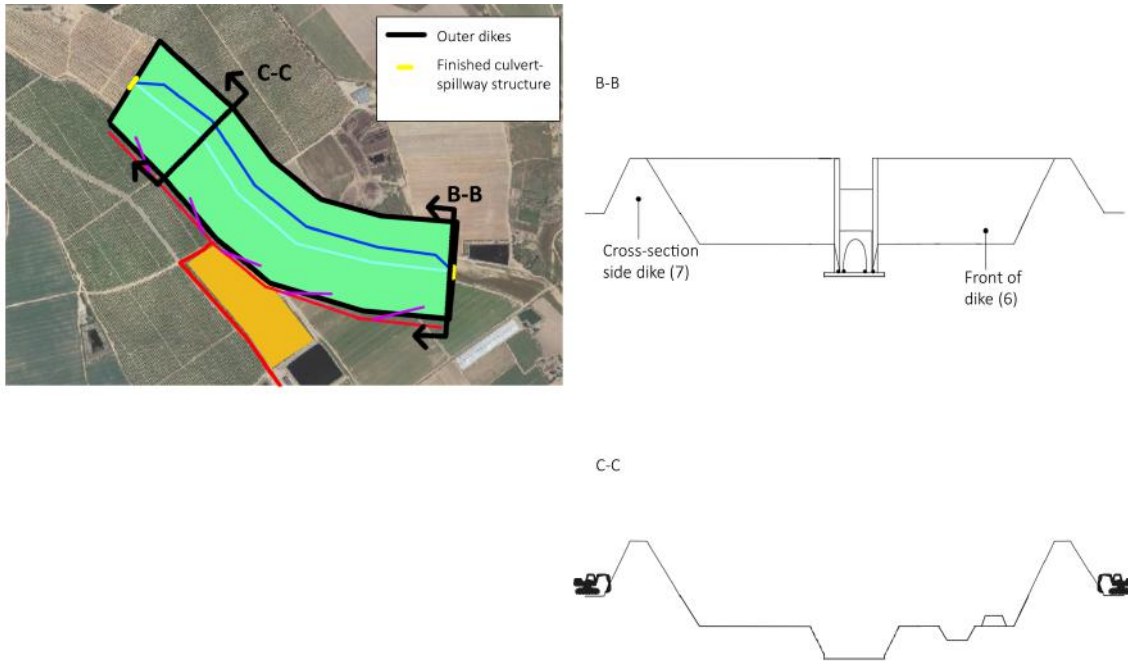 Outer dikes
Finished culvert-
spillway structure
C-C
B-B
B-B
Cross-section
side dike (7)
Front of
dike (6)
C-C